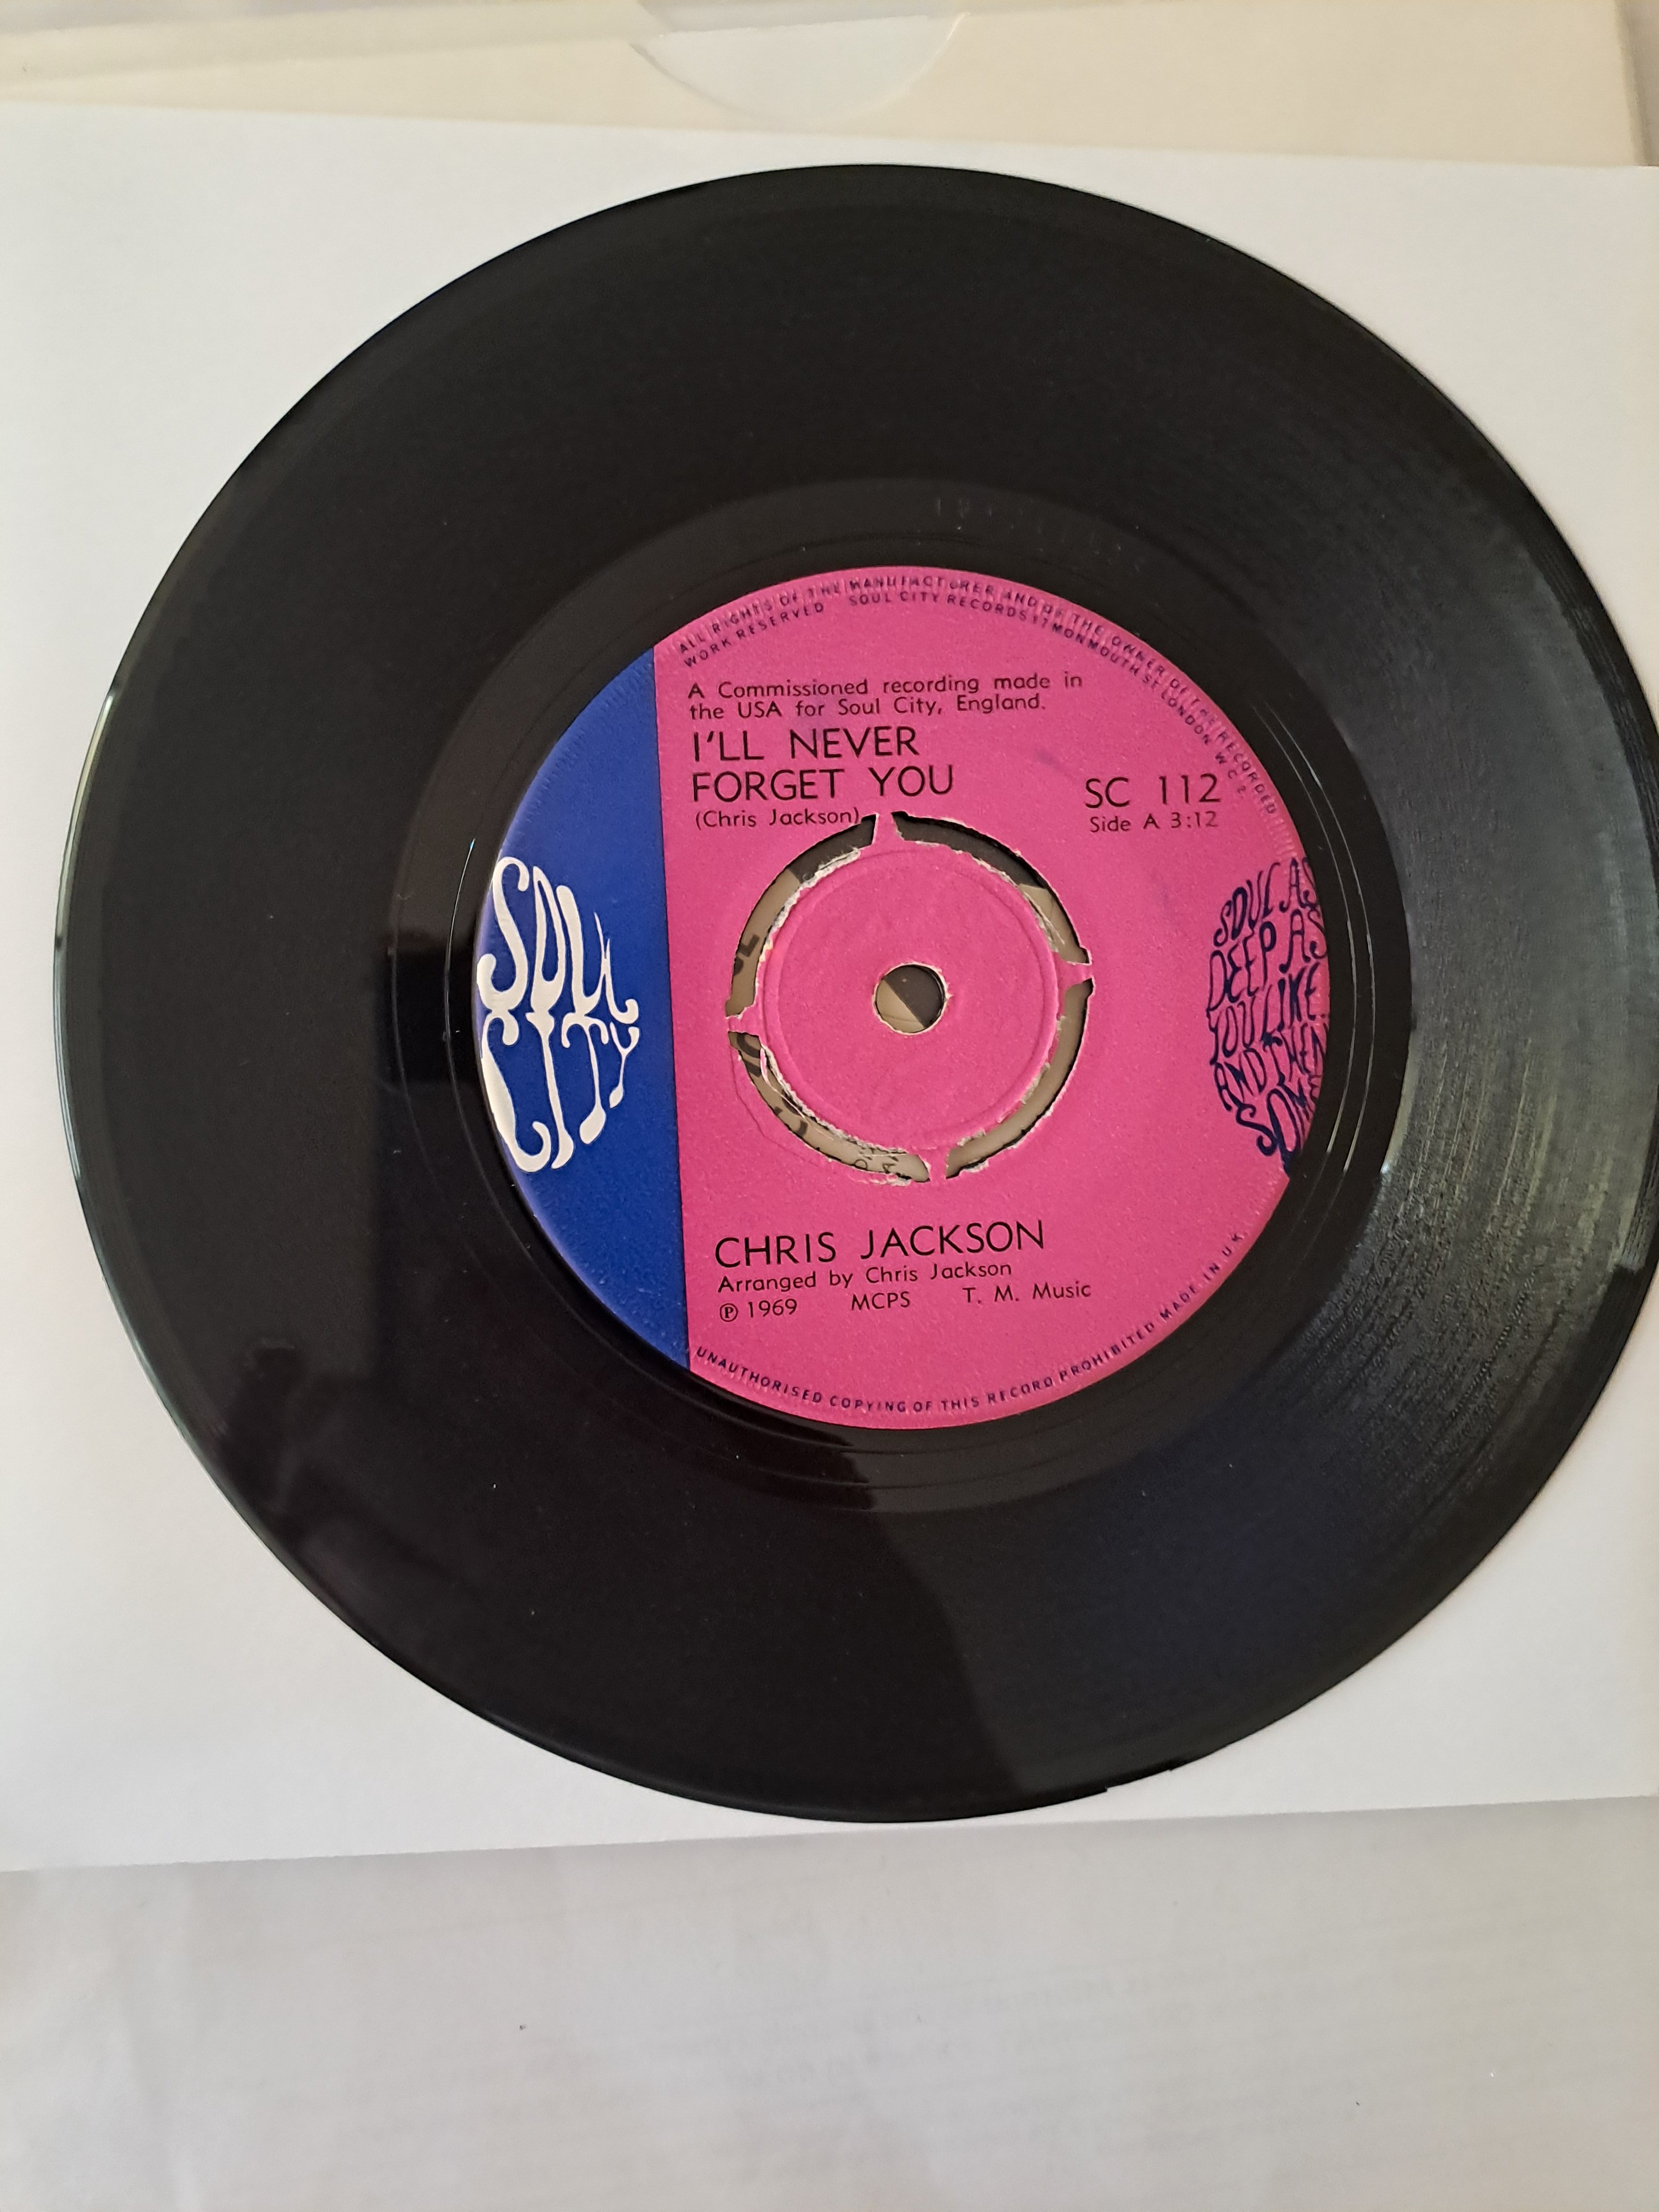 ALL RIGHTS OF THE MANUFACTURER AND OF THE OWNER OF THE RECORDED
WORK RESERVED SOUL CITY RECORDS 17 MONMOUTH ST LONDON W C 2.
A Commissioned recording made in
the USA for Soul City, England.
I'LL NEVER
FORGET YOU
(Chris Jackson)
SC 112
Side A 3:12
SOUL
CITY
SOUL AS
DEEP AS
YOU LIKE
AND THEN
CHRIS JACKSON
Arranged by Chris Jackson
℗ 1969 MCPS T. M. Music
UNAUTHORISED COPYING OF THIS RECORD PROHIBITED MADE IN U.K.